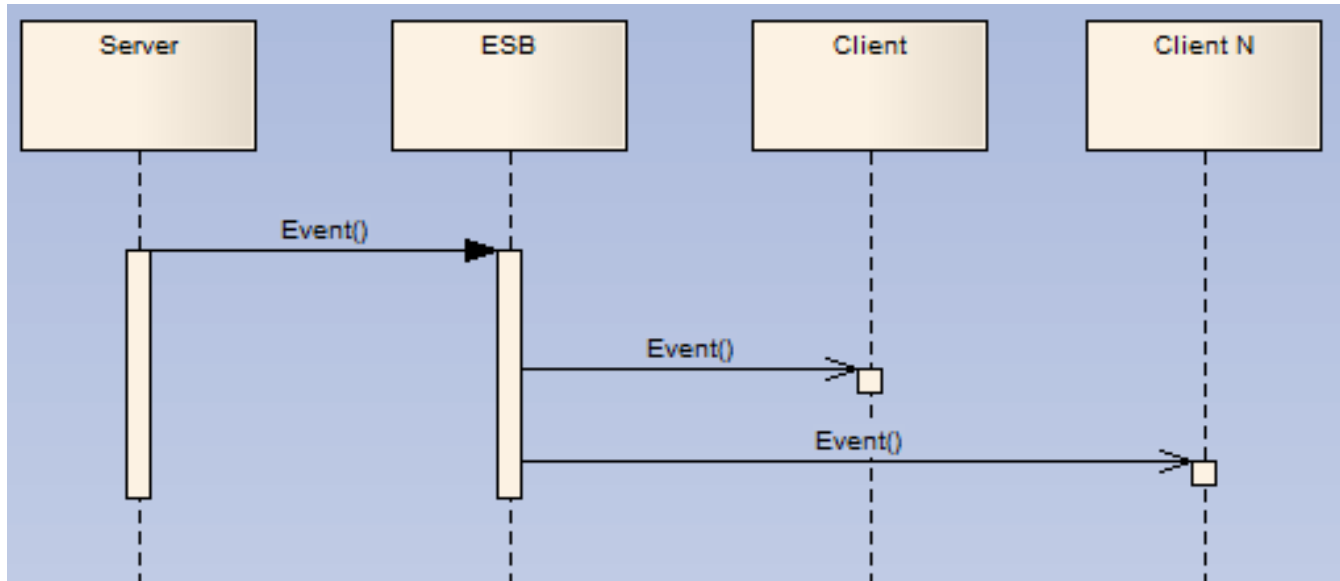 Server
ESB
Client
Client N
Event()
Event()
Event()